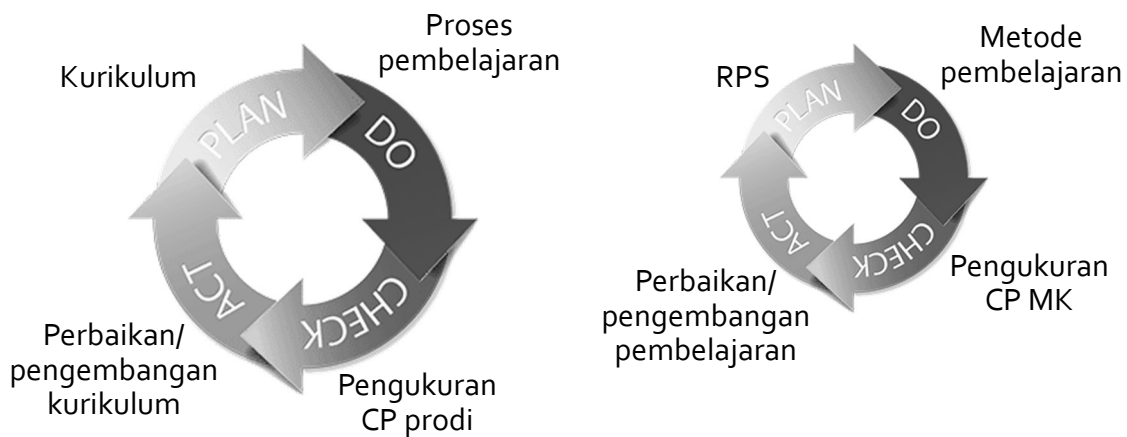 Kurikulum
Proses
pembelajaran
PLAN
DO
CHECK
ACT
Pengukuran
CP prodi
Perbaikan/
pengembangan
kurikulum
RPS
Metode
pembelajaran
PLAN
DO
CHECK
ACT
Pengukuran
CP MK
Perbaikan/
pengembangan
pembelajaran